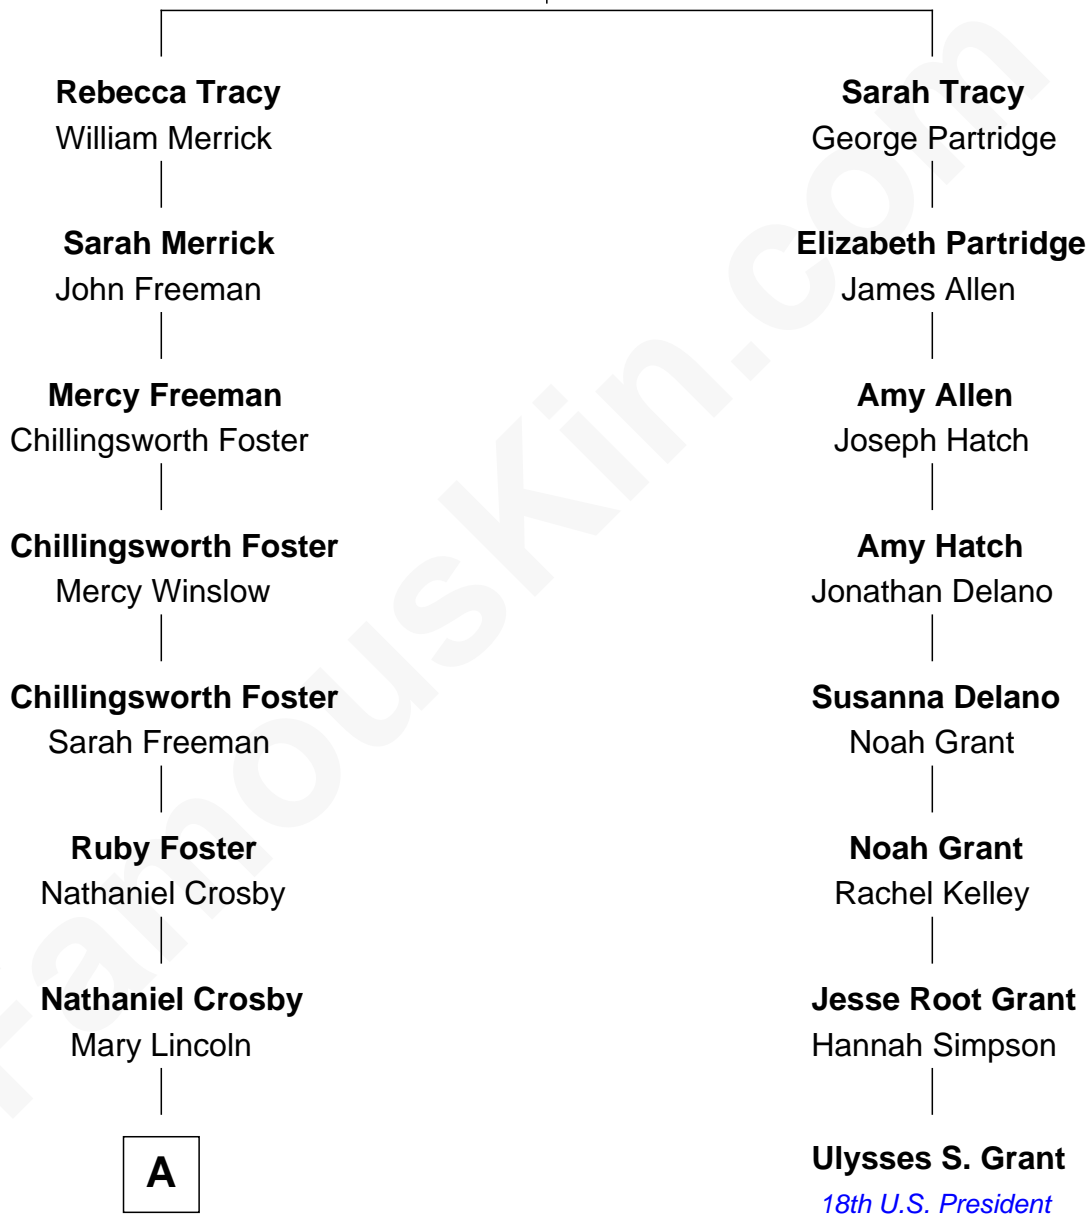 Rebecca Tracy
William Merrick
Sarah Merrick
John Freeman
Mercy Freeman
Chillingsworth Foster
Chillingsworth Foster
Mercy Winslow
Chillingsworth Foster
Sarah Freeman
Ruby Foster
Nathaniel Crosby
Nathaniel Crosby
Mary Lincoln
A
Sarah Tracy
George Partridge
Elizabeth Partridge
James Allen
Amy Allen
Joseph Hatch
Amy Hatch
Jonathan Delano
Susanna Delano
Noah Grant
Noah Grant
Rachel Kelley
Jesse Root Grant
Hannah Simpson
Ulysses S. Grant
18th U.S. President
FamousKin.com